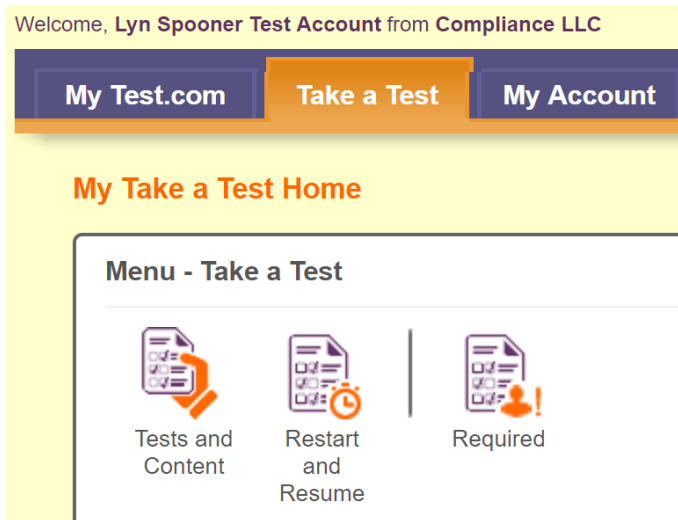 Welcome, Lyn Spooner Test Account from Compliance LLC
My Test.com Take a Test My Account
My Take a Test Home
Menu - Take a Test
Tests and
Content
Restart
and
Resume
Required